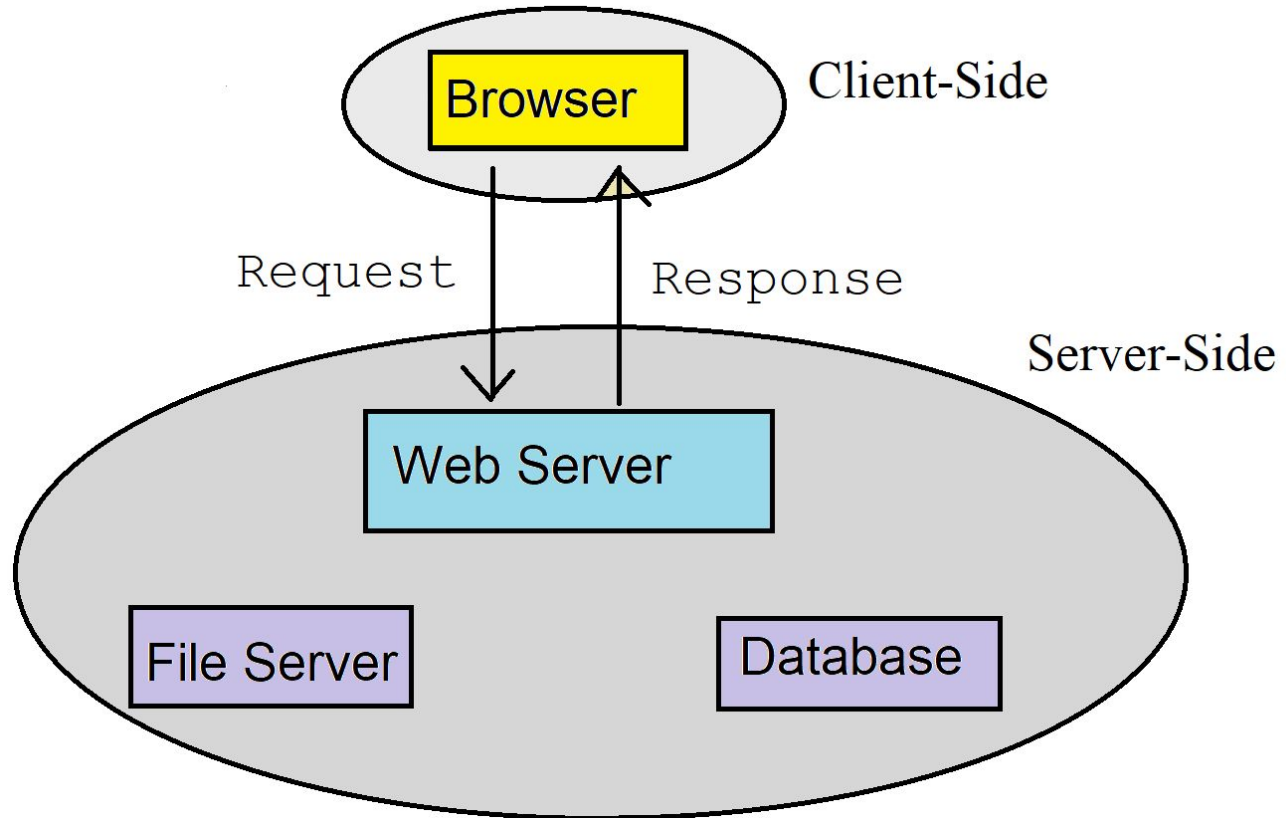 Browser
Client-Side
Request
Response
Server-Side
Web Server
File Server
Database